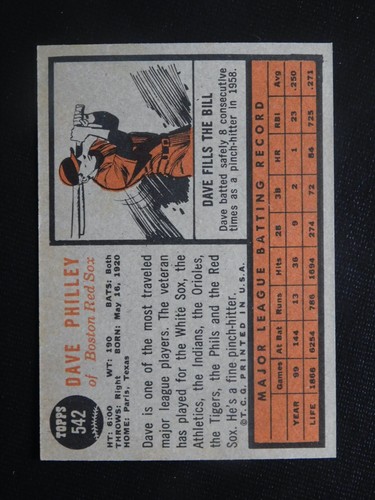 TOPPS
542
DAVE PHILLEY
of Boston Red Sox
HT: 6:00 WT: 190 BATS: Both
THROWS: Right BORN: May 16, 1920
HOME: Paris, Texas
Dave is one of the most traveled
major league players. The veteran
has played for the White Sox, the
Athletics, the Indians, the Orioles,
the Tigers, the Phils and the Red
Sox. He's a fine pinch-hitter.
© T.C.G. PRINTED IN U.S.A.
DAVE FILLS THE BILL
Dave batted safely 8 consecutive
times as a pinch-hitter in 1958.
MAJOR LEAGUE BATTING RECORD
Games At Bat Runs Hits 2B 3B HR RBI Avg
YEAR 99 144 13 36 9 2 1 23 .250
LIFE 1868 6254 786 1694 274 72 84 725 .271